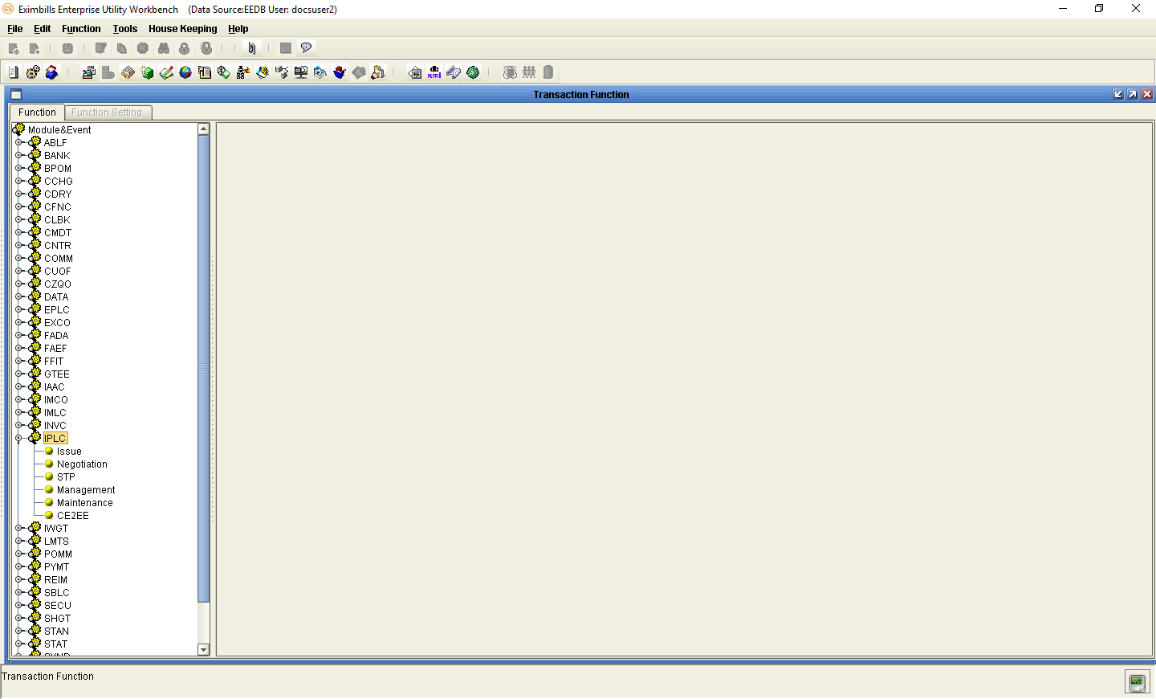 CS Eximbills Enterprise Utility Workbench (Data Source:EEDB User: docsuser2)
File Edit Function Tools House Keeping Help
xml
Transaction Function
Function Function Setting
Module&Event
ABLF
BANK
BPOM
CCHG
CDRY
CFNC
CLBK
CMDT
CNTR
COMM
CUOF
CZQO
DATA
EPLC
EXCO
FADA
FAEF
FFIT
GTEE
IAAC
IMCO
IMLC
INVC
IPLC
Issue
Negotiation
STP
Management
Maintenance
CE2EE
IWGT
LMTS
POMM
PYMT
REIM
SBLC
SECU
SHGT
STAN
STAT
Transaction Function